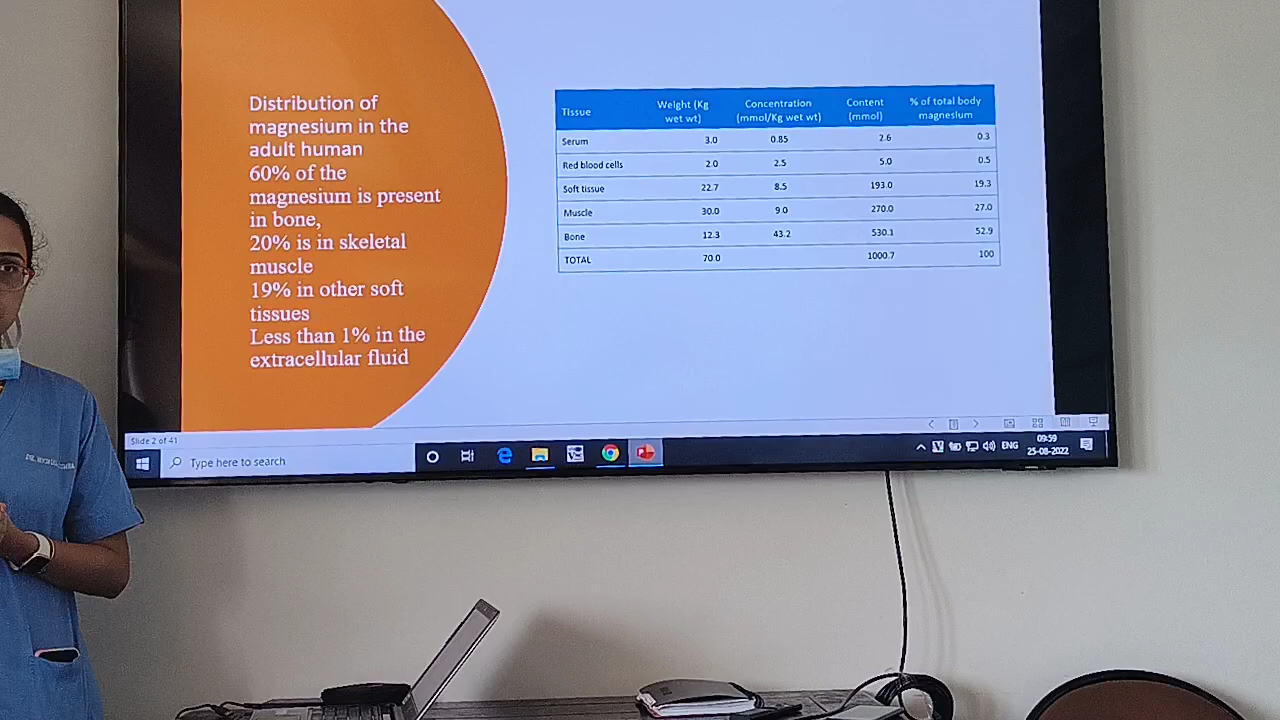 Distribution of
magnesium in the
adult human
60% of the
magnesium is present
in bone,
20% is in skeletal
muscle
19% in other soft
tissues
Less than 1% in the
extracellular fluid
Tissue Weight (Kg wet wt) Concentration (mmol/Kg wet wt) Content (mmol) % of total body magnesium
Serum 3.0 0.85 2.6 0.3
Red blood cells 2.0 2.5 5.0 0.5
Soft tissue 22.7 8.5 193.0 19.3
Muscle 30.0 9.0 270.0 27.0
Bone 12.3 43.2 530.1 52.9
TOTAL 70.0 1000.7 100
Slide 2 of 41
Type here to search
ENG
09:59
25-08-2022
DR.